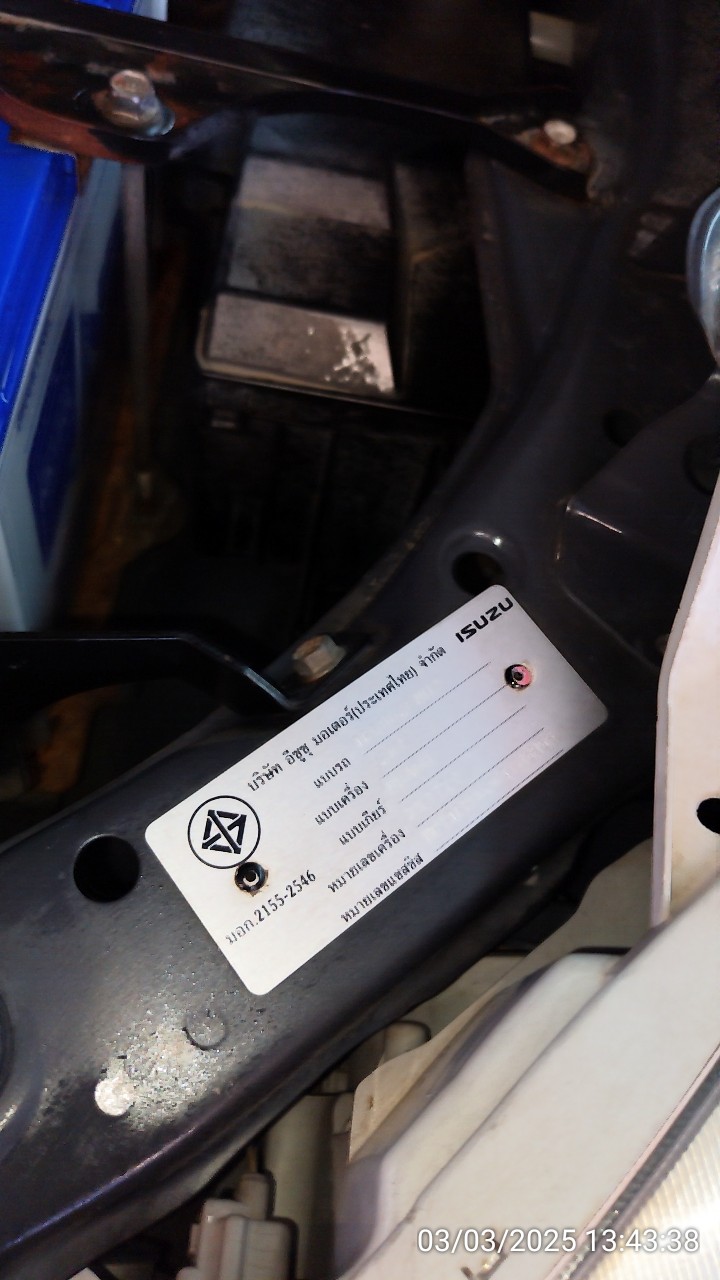 ISUZU
บริษัท อีซูซุ มอเตอร์(ประเทศไทย) จำกัด
แบบรถ
แบบเครื่อง
แบบเกียร์
หมายเลขเครื่อง
หมายเลขแชสซีส
มอก.2155-2546
03/03/2025 13:43:38